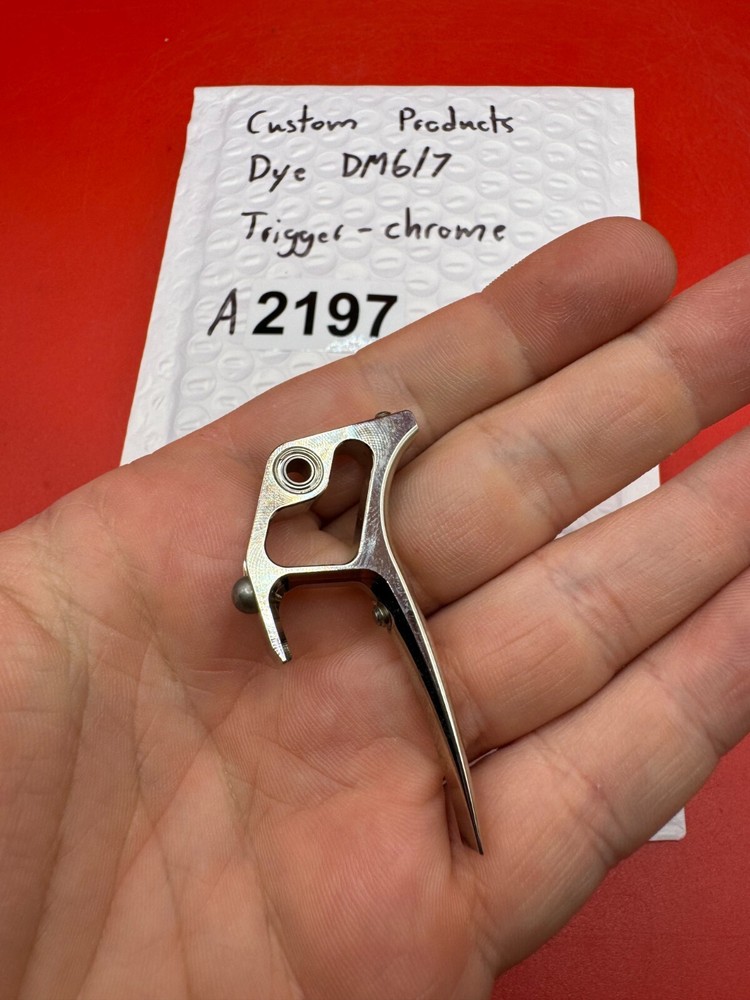 Custom Products
Dye DM6/7
Trigger - chrome
A 2197